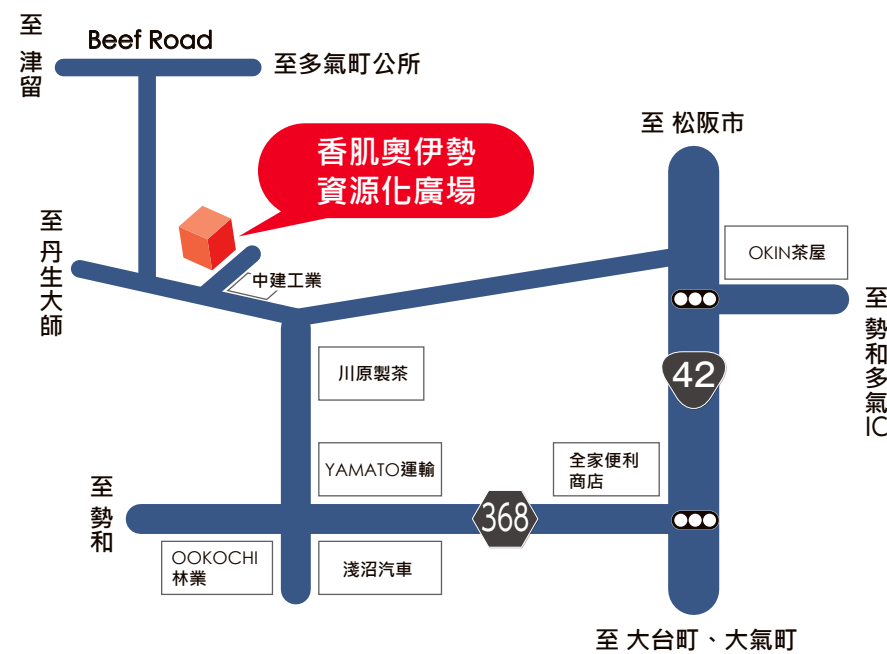 至 津留
Beef Road
至多氣町公所
香肌奧伊勢
資源化廣場
至 松阪市
至 丹生大師
中建工業
OKIN茶屋
至 勢和多氣IC
川原製茶
42
YAMATO運輸
全家便利
商店
至 勢和
368
OOKOCHI
林業
淺沼汽車
至 大台町、大氣町